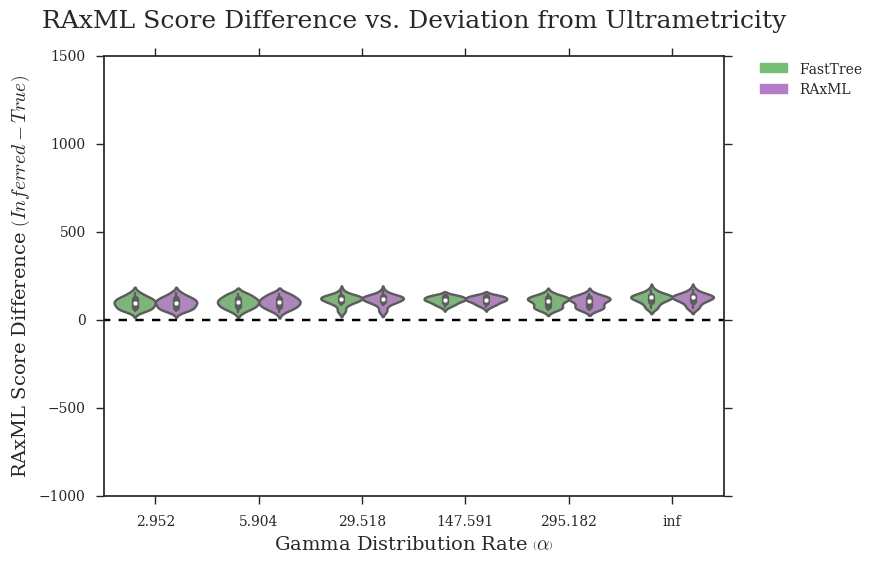 RAxML Score Difference vs. Deviation from Ultrametricity
RAxML Score Difference (Inferred − True)
1500
1000
500
0
−500
−1000
2.952 5.904 29.518 147.591 295.182 inf
Gamma Distribution Rate (α)
FastTree
RAxML